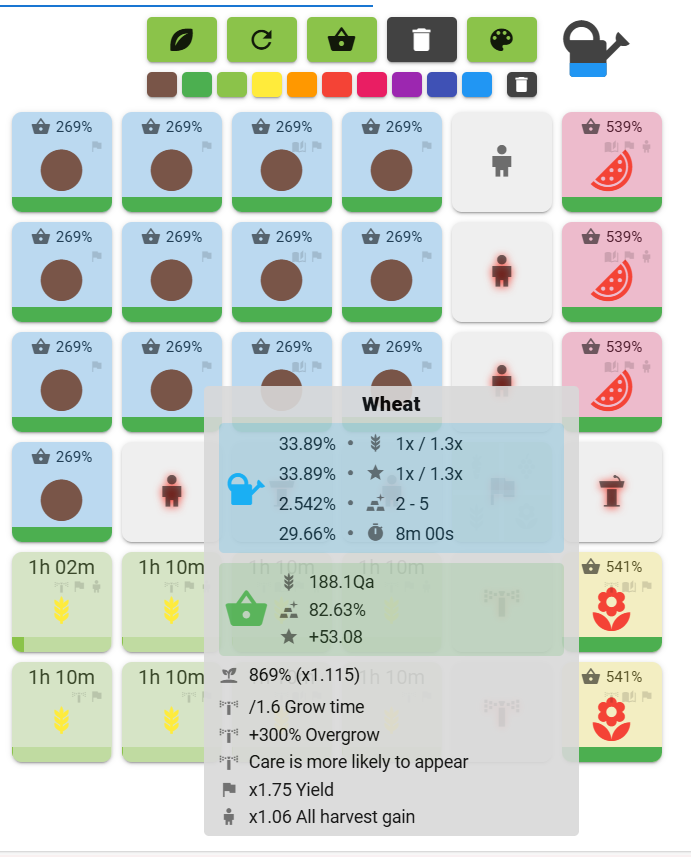 269% 269% 269% 269% 539%
269% 269% 269% 269% 539%
269% 269% 269% 269% 539%
Wheat
33.89% • 1x / 1.3x
33.89% • 1x / 1.3x
269%
2.542% • 2 - 5
29.66% • 8m 00s
1h 02m 1h 10m 1h 10m 1h 10m 541%
188.1Qa
82.63%
+53.08
1h 10m 1h 10m 1h 10m 1h 10m 541%
869% (x1.115)
/1.6 Grow time
+300% Overgrow
Care is more likely to appear
x1.75 Yield
x1.06 All harvest gain